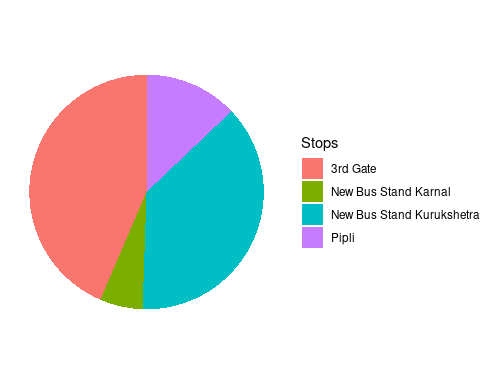 Stops
3rd Gate
New Bus Stand Karnal
New Bus Stand Kurukshetra
Pipli